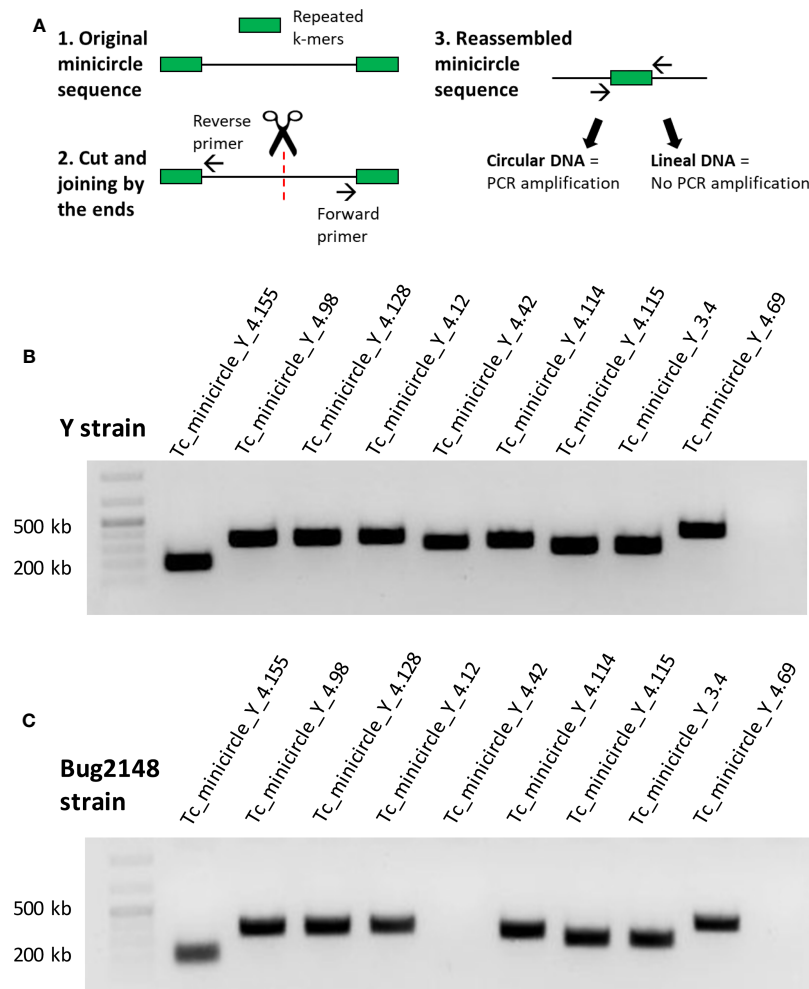 A
1. Original
minicircle
sequence
Repeated
k-mers
2. Cut and
joining by
the ends
Reverse
primer
Forward
primer
3. Reassembled
minicircle
sequence
Circular DNA =
PCR amplification
Lineal DNA =
No PCR amplification
B
Y strain
Tc_minicircle_Y_4.155
Tc_minicircle_Y_4.98
Tc_minicircle_Y_4.128
Tc_minicircle_Y_4.12
Tc_minicircle_Y_4.42
Tc_minicircle_Y_4.114
Tc_minicircle_Y_4.115
Tc_minicircle_Y_3.4
Tc_minicircle_Y_4.69
500 kb
200 kb
C
Bug2148
strain
Tc_minicircle_Y_4.155
Tc_minicircle_Y_4.98
Tc_minicircle_Y_4.128
Tc_minicircle_Y_4.12
Tc_minicircle_Y_4.42
Tc_minicircle_Y_4.114
Tc_minicircle_Y_4.115
Tc_minicircle_Y_3.4
Tc_minicircle_Y_4.69
500 kb
200 kb